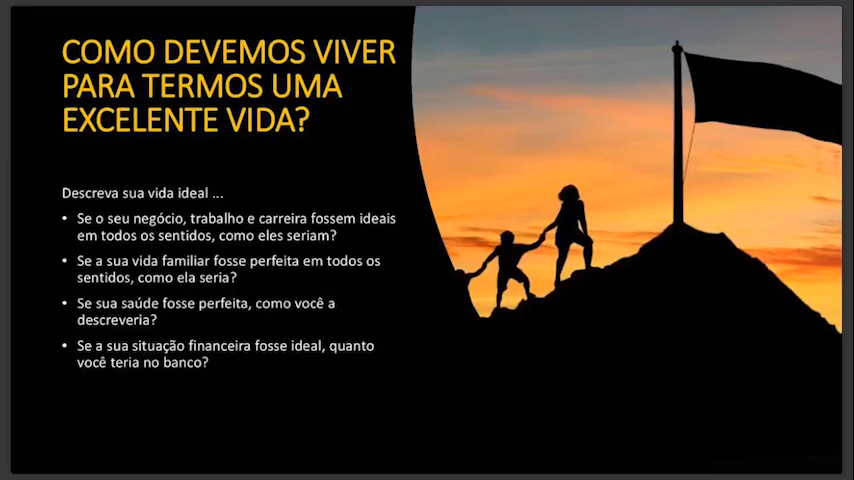 COMO DEVEMOS VIVER
PARA TERMOS UMA
EXCELENTE VIDA?
Descreva sua vida ideal ...
• Se o seu negócio, trabalho e carreira fossem ideais
em todos os sentidos, como eles seriam?
• Se a sua vida familiar fosse perfeita em todos os
sentidos, como ela seria?
• Se sua saúde fosse perfeita, como você a
descreveria?
• Se a sua situação financeira fosse ideal, quanto
você teria no banco?